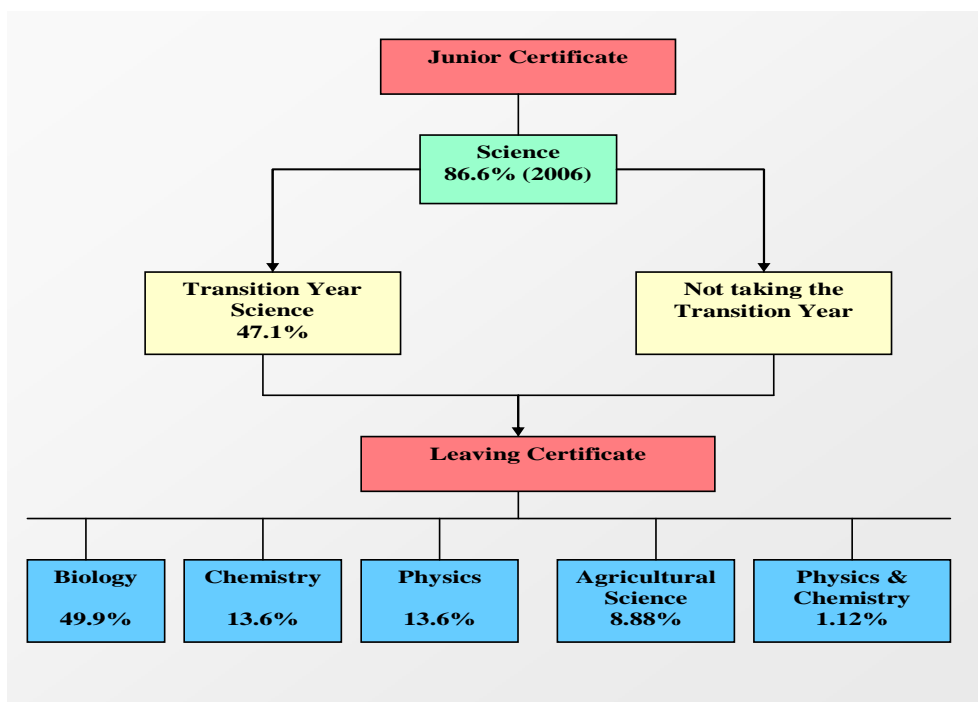 Junior Certificate
Science
86.6% (2006)
Transition Year
Science
47.1%
Not taking the
Transition Year
Leaving Certificate
Biology
49.9%
Chemistry
13.6%
Physics
13.6%
Agricultural
Science
8.88%
Physics &
Chemistry
1.12%